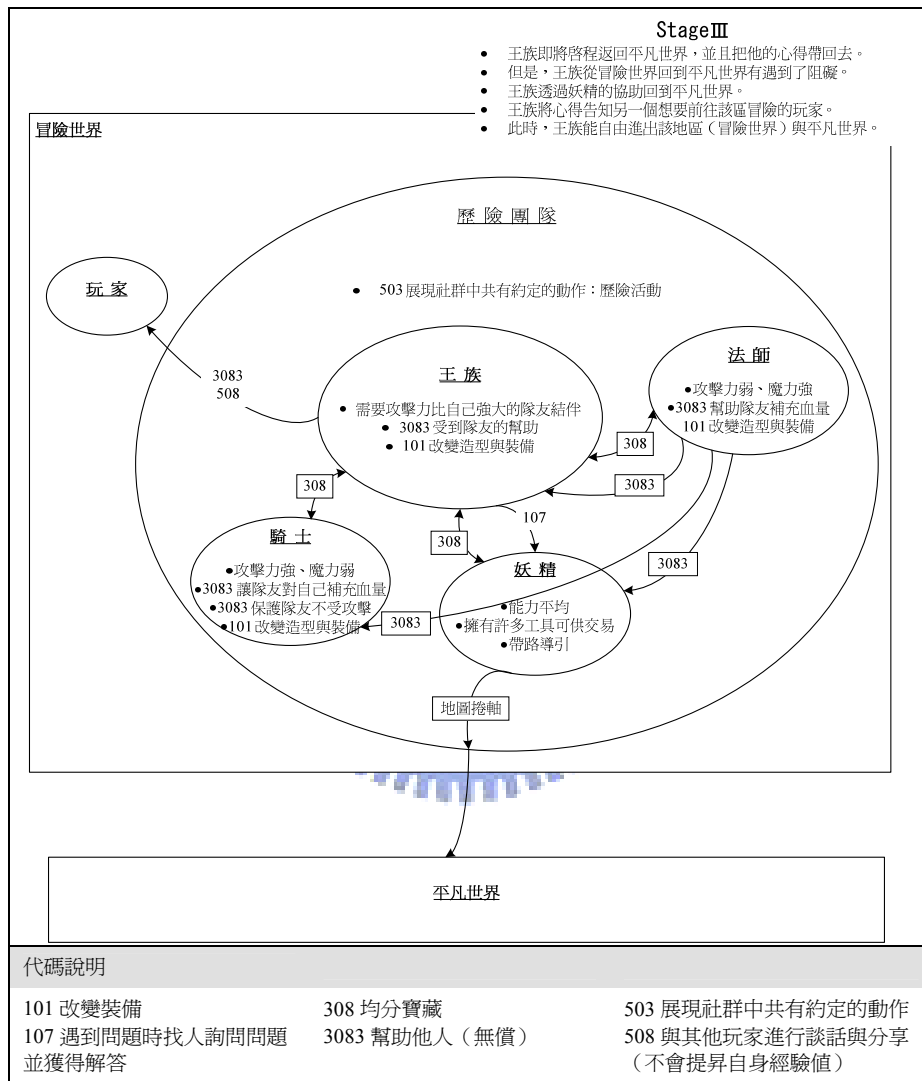 StageⅢ
● 王族即將啓程返回平凡世界，並且把他的心得帶回去。
● 但是，王族從冒險世界回到平凡世界有遇到了阻礙。
● 王族透過妖精的協助回到平凡世界。
● 王族將心得告知另一個想要前往該區冒險的玩家。
● 此時，王族能自由進出該地區（冒險世界）與平凡世界。
冒險世界
歷險團隊
● 503 展現社群中共有約定的動作：歷險活動
玩家
3083
508
王族
● 需要攻擊力比自己強大的隊友結伴
● 3083 受到隊友的幫助
● 101 改變造型與裝備
法師
●攻擊力弱、魔力強
●3083 幫助隊友補充血量
101 改變造型與裝備
308
3083
308
107
308
3083
騎士
●攻擊力強、魔力弱
●3083 讓隊友對自己補充血量
●3083 保護隊友不受攻擊
●101 改變造型與裝備
3083
妖精
●能力平均
●擁有許多工具可供交易
●帶路導引
地圖捲軸
平凡世界
代碼說明
101 改變裝備
107 遇到問題時找人詢問問題
並獲得解答
308 均分寶藏
3083 幫助他人（無償）
503 展現社群中共有約定的動作
508 與其他玩家進行談話與分享
（不會提昇自身經驗值）